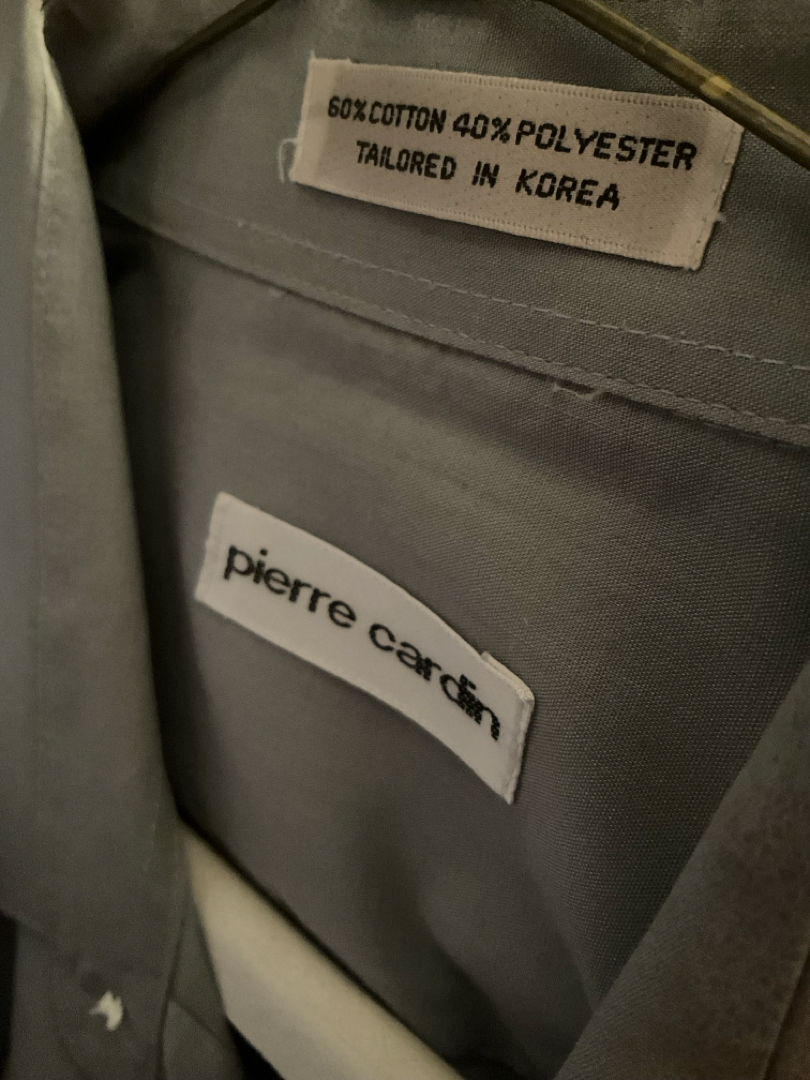 60% COTTON 40% POLYESTER
TAILORED IN KOREA
pierre cardin